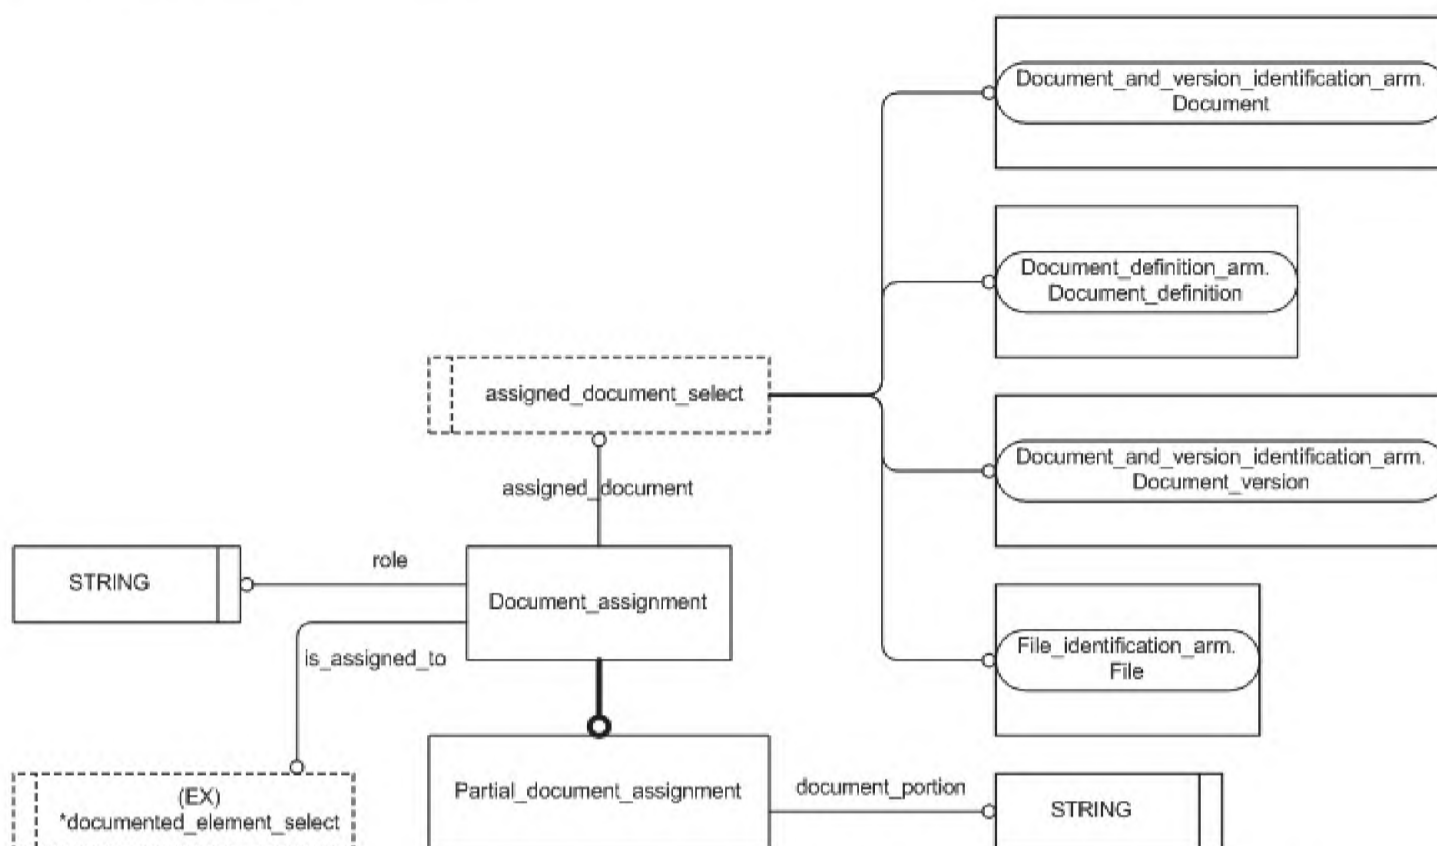 Document_and_version_identification_arm.
Document
Document_definition_arm.
Document_definition
assigned_document_select
Document_and_version_identification_arm.
Document_version
assigned_document
role
STRING
Document_assignment
is_assigned_to
File_identification_arm.
File
(EX)
*documented_element_select
Partial_document_assignment
document_portion
STRING